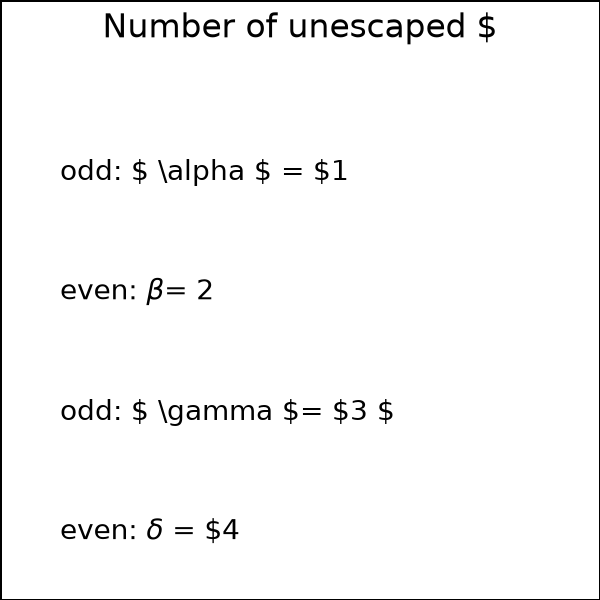 Number of unescaped $
odd: $ \alpha $ = $1
even: β= 2
odd: $ \gamma $= $3 $
even: δ = $4